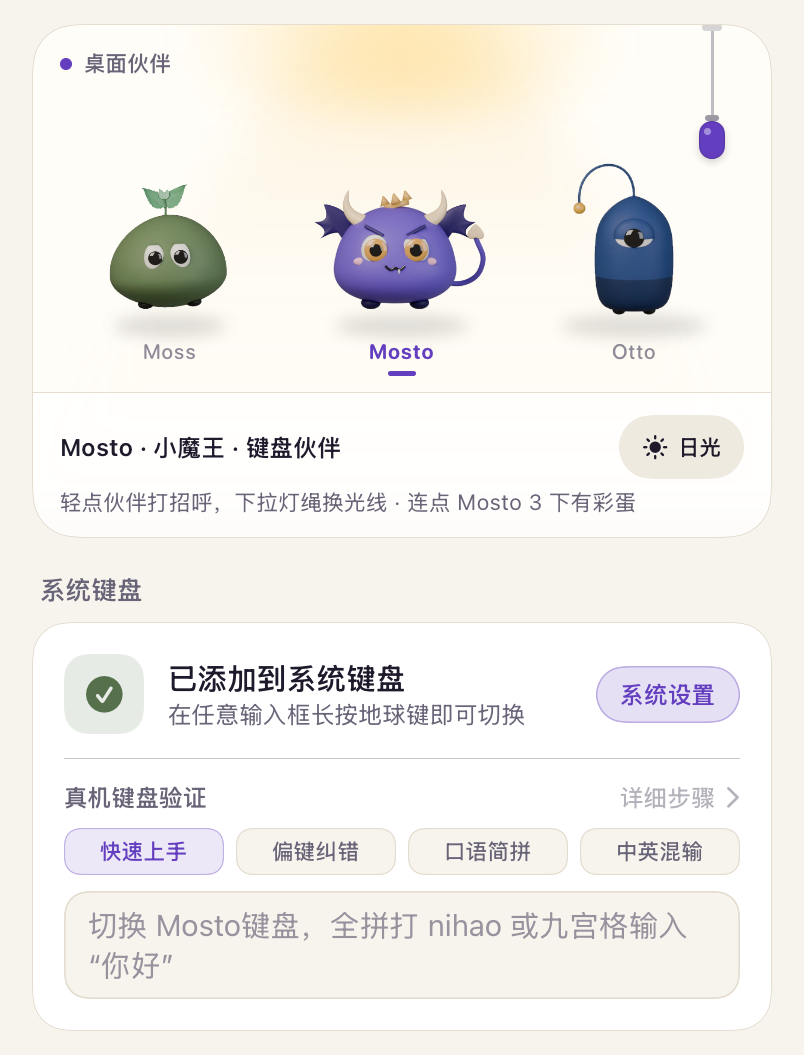 桌面伙伴
Moss
Mosto
Otto
Mosto · 小魔王 · 键盘伙伴
日光
轻点伙伴打招呼，下拉灯绳换光线 · 连点 Mosto 3 下有彩蛋
系统键盘
已添加到系统键盘
在任意输入框长按地球键即可切换
系统设置
真机键盘验证
详细步骤
快速上手
偏键纠错
口语简拼
中英混输
切换 Mosto键盘，全拼打 nihao 或九宫格输入
“你好”